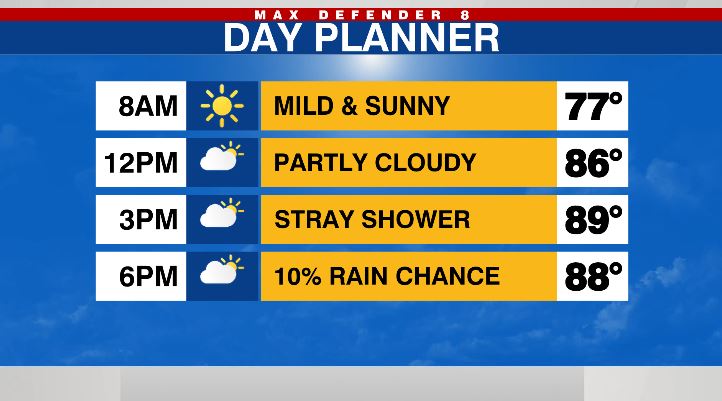 MAX DEFENDER 8
DAY PLANNER
8AM MILD & SUNNY 77°
12PM PARTLY CLOUDY 86°
3PM STRAY SHOWER 89°
6PM 10% RAIN CHANCE 88°